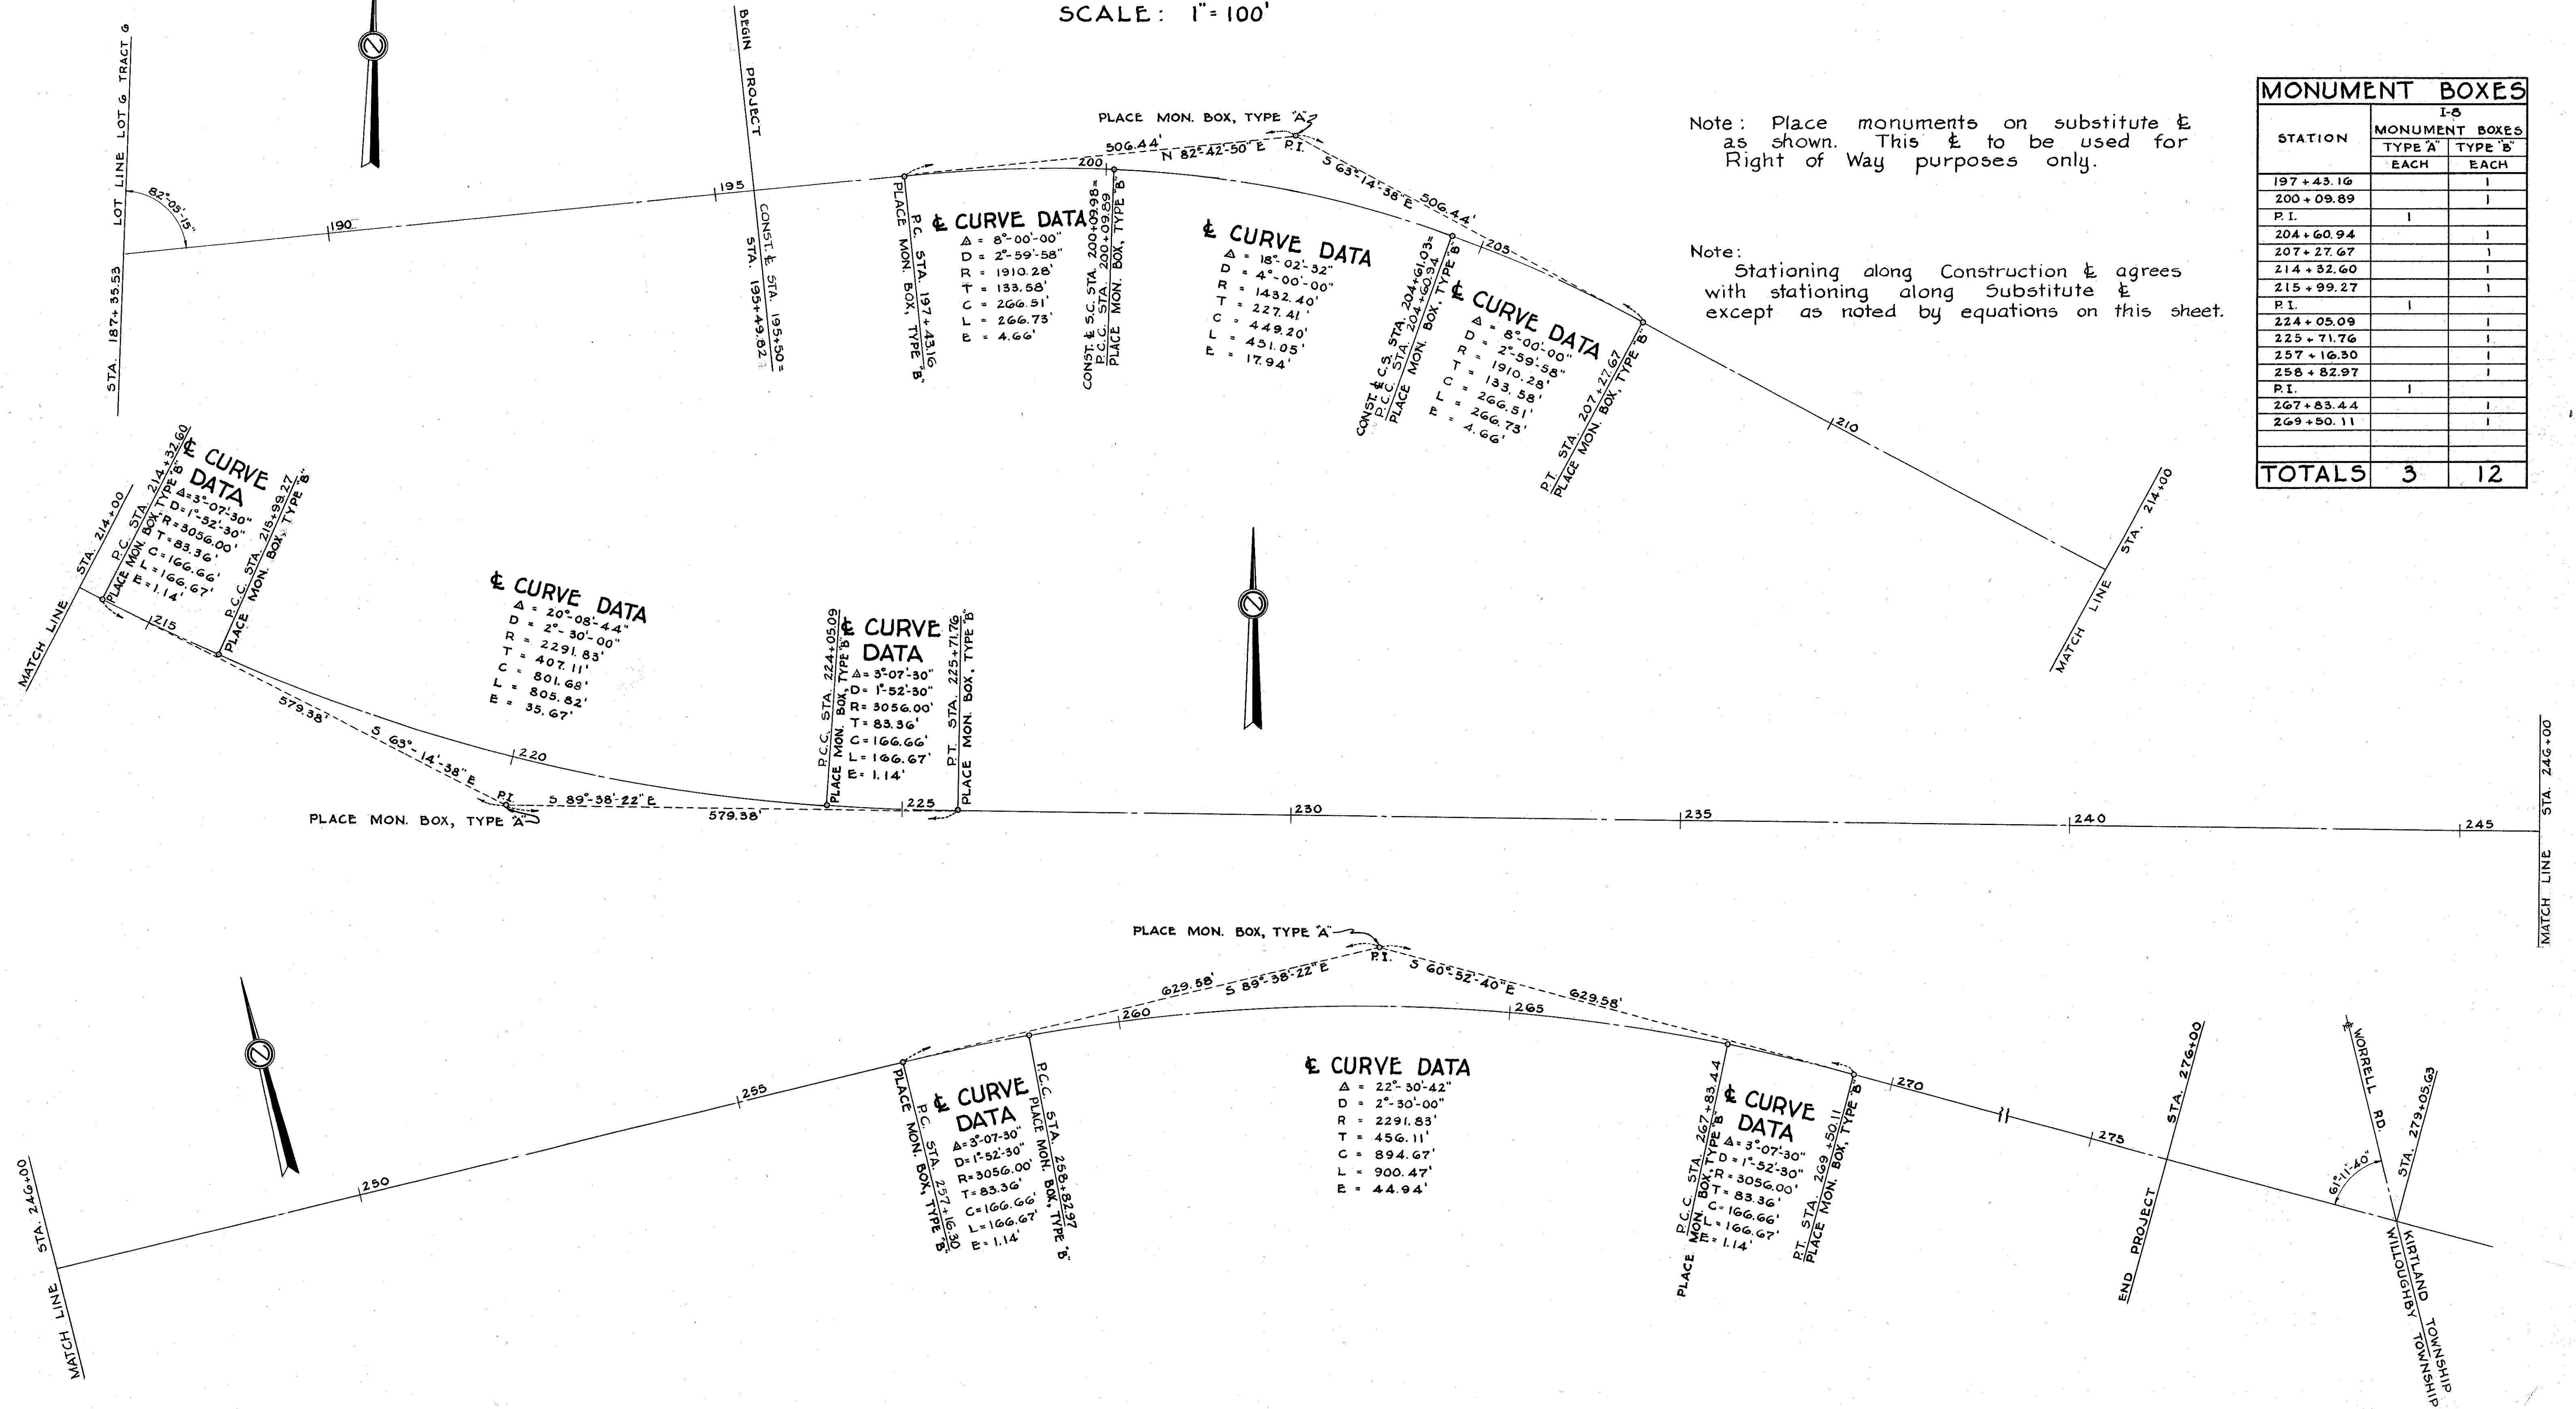 SCALE: 1"=100'
LOT LINE LOT 6 TRACT 6
STA. 187+35.53
82°-05'-15"
190
195
BEGIN PROJECT
CONST. ℄ STA. 195+50=
STA. 195+49.82
PLACE MON. BOX, TYPE "A"
506.44'
N 82°-42'-50" E
P.I.
S 63°-14'-38" E
506.44'
200
205
210
P.C. STA. 197+43.16
PLACE MON. BOX, TYPE "B"
℄ CURVE DATA
Δ = 8°-00'-00"
D = 2°-59'-58"
R = 1910.28'
T = 133.58'
C = 266.51'
L = 266.73'
E = 4.66'
CONST. ℄ S.C. STA. 200+09.98=
P.C.C. STA. 200+09.89
PLACE MON. BOX, TYPE "B"
℄ CURVE DATA
Δ = 18°-02'-32"
D = 4°-00'-00"
R = 1432.40'
T = 227.41'
C = 449.20'
L = 451.05'
E = 17.94'
CONST. ℄ C.S. STA. 204+61.03=
P.C.C. STA. 204+60.94
PLACE MON. BOX, TYPE "B"
℄ CURVE DATA
Δ = 8°-00'-00"
D = 2°-59'-58"
R = 1910.28'
T = 133.58'
C = 266.51'
L = 266.73'
E = 4.66'
P.T. STA. 207+27.67
PLACE MON. BOX, TYPE "B"
MATCH LINE STA. 214+00
Note: Place monuments on substitute ℄
as shown. This ℄ to be used for
Right of Way purposes only.
Note:
Stationing along Construction ℄ agrees
with stationing along Substitute ℄
except as noted by equations on this sheet.
MONUMENT BOXES
I-8
STATION MONUMENT BOXES
TYPE "A" TYPE "B"
EACH EACH
197+43.16 1
200+09.89 1
P.I. 1
204+60.94 1
207+27.67 1
214+32.60 1
215+99.27 1
P.I. 1
224+05.09 1
225+71.76 1
257+16.30 1
258+82.97 1
P.I. 1
267+83.44 1
269+50.11 1
TOTALS 3 12
MATCH LINE STA. 214+00
P.C. STA. 214+32.60
PLACE MON. BOX, TYPE "B"
℄ CURVE
DATA
Δ=3°-07'-30"
D=1°-52'-30"
R=3056.00'
T=83.36'
C=166.66'
L=166.67'
E=1.14'
P.C.C. STA. 215+99.27
PLACE MON. BOX, TYPE "B"
215
℄ CURVE DATA
Δ = 20°-08'-44"
D = 2°-30'-00"
R = 2291.83'
T = 407.11'
C = 801.68'
L = 805.82'
E = 35.67'
579.38'
S 63°-14'-38" E
220
P.I.
PLACE MON. BOX, TYPE "A"
S 89°-38'-22" E
579.38'
P.C.C. STA. 224+05.09
PLACE MON. BOX, TYPE "B"
℄ CURVE
DATA
Δ=3°-07'-30"
D=1°-52'-30"
R=3056.00'
T=83.36'
C=166.66'
L=166.67'
E=1.14'
P.T. STA. 225+71.76
PLACE MON. BOX, TYPE "B"
225
230
235
240
245
MATCH LINE STA. 246+00
MATCH LINE STA. 246+00
250
255
PLACE MON. BOX, TYPE "A"
629.58'
S 89°-38'-22" E
P.I.
S 60°-52'-40" E
629.58'
260
265
P.C. STA. 257+16.30
PLACE MON. BOX, TYPE "B"
℄ CURVE
DATA
Δ=3°-07'-30"
D=1°-52'-30"
R=3056.00'
T=83.36'
C=166.66'
L=166.67'
E=1.14'
P.C.C. STA. 258+82.97
PLACE MON. BOX, TYPE "B"
℄ CURVE DATA
Δ = 22°-30'-42"
D = 2°-30'-00"
R = 2291.83'
T = 456.11'
C = 894.67'
L = 900.47'
E = 44.94'
P.C.C. STA. 267+83.44
PLACE MON. BOX, TYPE "B"
℄ CURVE
DATA
Δ=3°-07'-30"
D=1°-52'-30"
R=3056.00'
T=83.36'
C=166.66'
L=166.67'
E=1.14'
P.T. STA. 269+50.11
PLACE MON. BOX, TYPE "B"
270
275
END PROJECT STA. 276+00
WORRELL RD.
STA. 279+05.63
61°-11'-40"
KIRTLAND TOWNSHIP
WILLOUGHBY TOWNSHIP